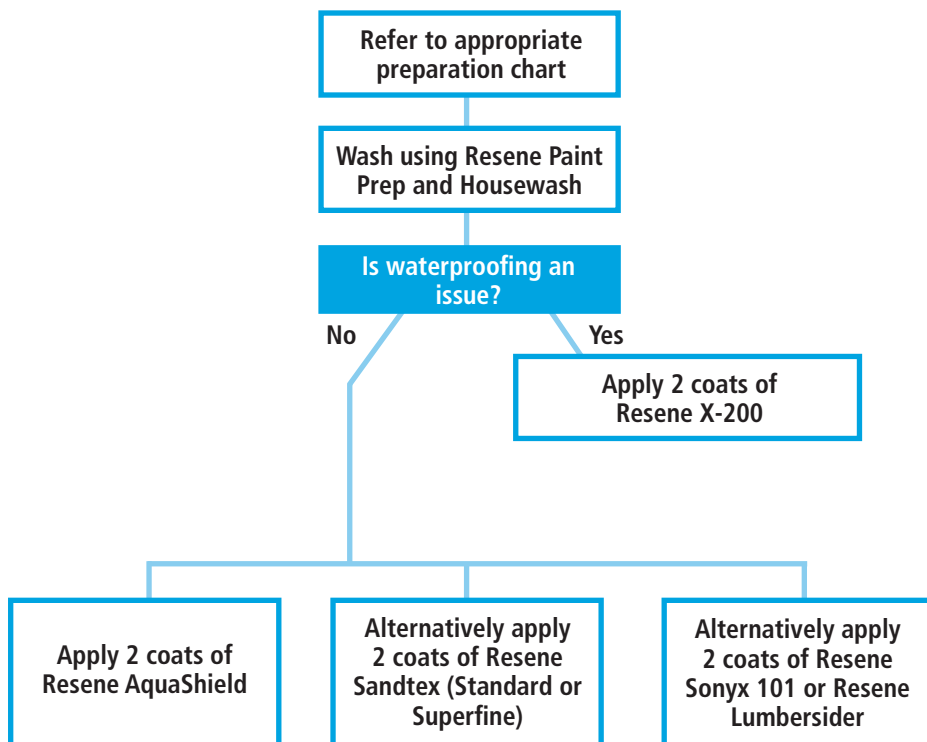 Refer to appropriate
preparation chart
Wash using Resene Paint
Prep and Housewash
Is waterproofing an
issue?
No
Yes
Apply 2 coats of
Resene X-200
Apply 2 coats of
Resene AquaShield
Alternatively apply
2 coats of Resene
Sandtex (Standard or
Superfine)
Alternatively apply
2 coats of Resene
Sonyx 101 or Resene
Lumbersider